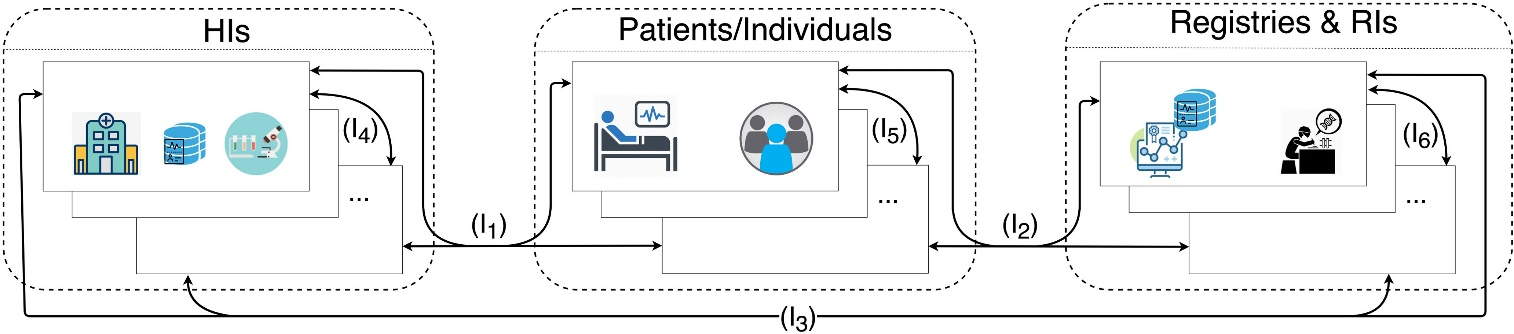 HIs
Patients/Individuals
Registries & RIs
(I4)
(I5)
(I6)
...
...
...
(I1)
(I2)
(I3)